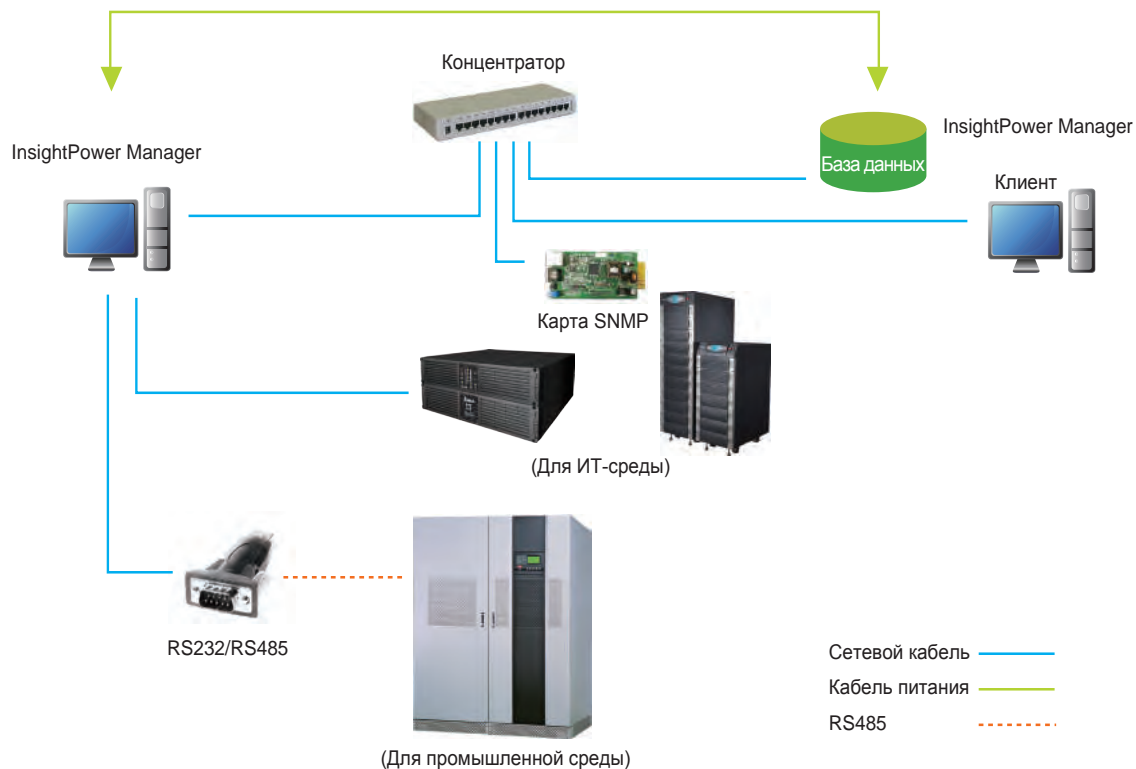 Концентратор
InsightPower Manager
InsightPower Manager
База данных
Клиент
Карта SNMP
(Для ИТ-среды)
RS232/RS485
Сетевой кабель
Кабель питания
RS485
(Для промышленной среды)